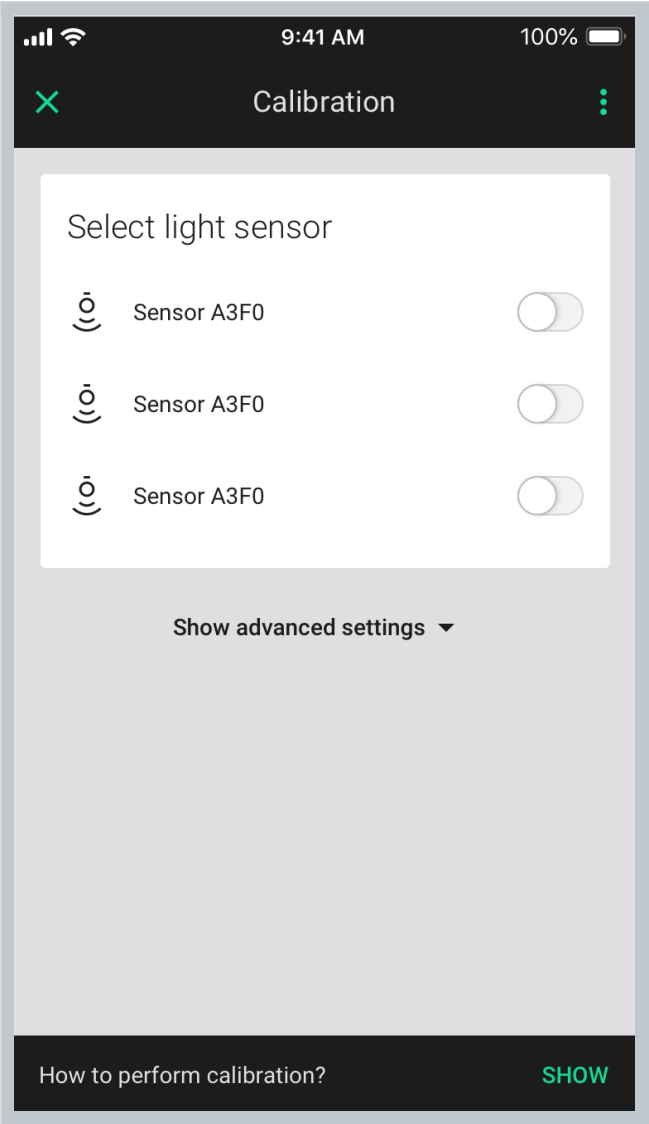 9:41 AM
100%
Calibration
Select light sensor
Sensor A3F0
Sensor A3F0
Sensor A3F0
Show advanced settings
How to perform calibration?
SHOW